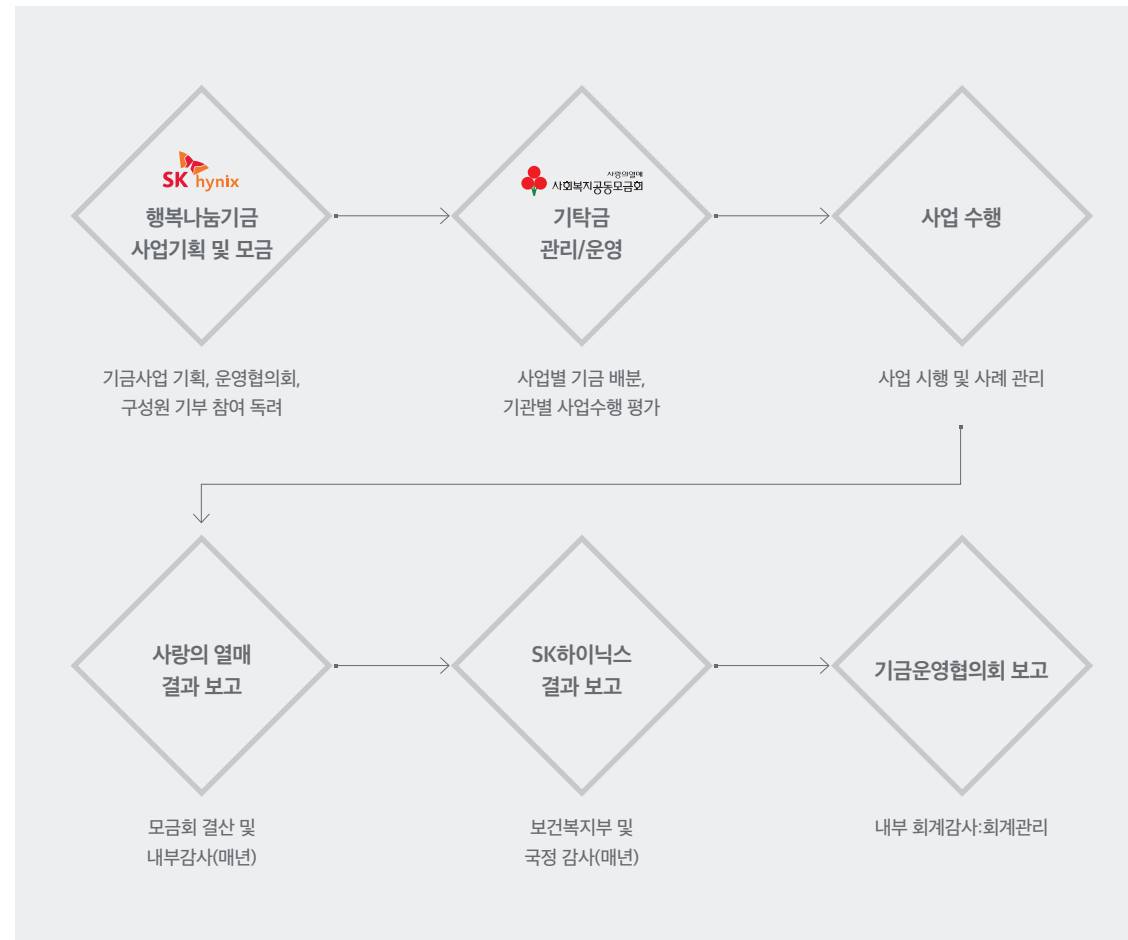 SK hynix
행복나눔기금
사업기획 및 모금
사랑의열매
사회복지공동모금회
기탁금
관리/운영
사업 수행
기금사업 기획, 운영협의회,
구성원 기부 참여 독려
사업별 기금 배분,
기관별 사업수행 평가
사업 시행 및 사례 관리
사랑의 열매
결과 보고
SK하이닉스
결과 보고
기금운영협의회 보고
모금회 결산 및
내부감사(매년)
보건복지부 및
국정 감사(매년)
내부 회계감사:회계관리